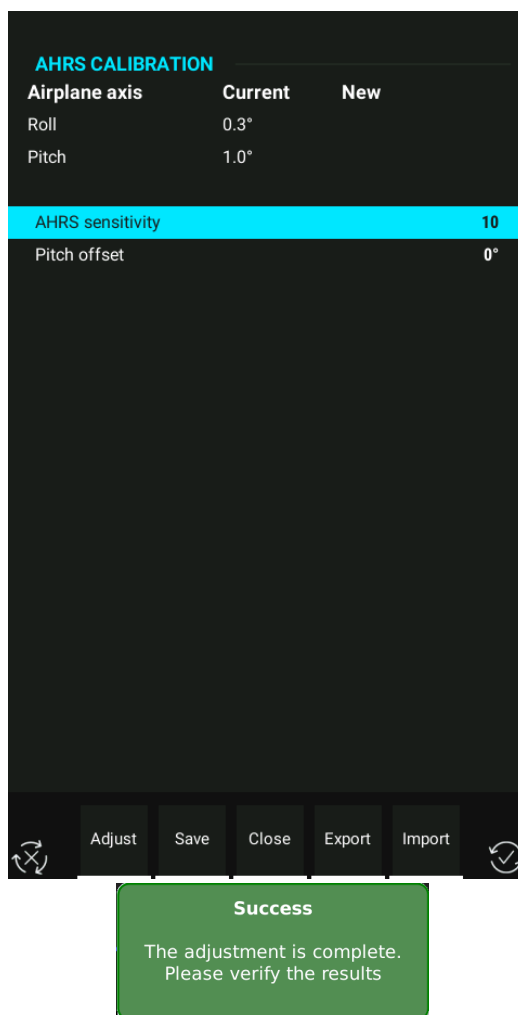 AHRS CALIBRATION
Airplane axis Current New
Roll 0.3°
Pitch 1.0°
AHRS sensitivity 10
Pitch offset 0°
Adjust Save Close Export Import
Success
The adjustment is complete.
Please verify the results